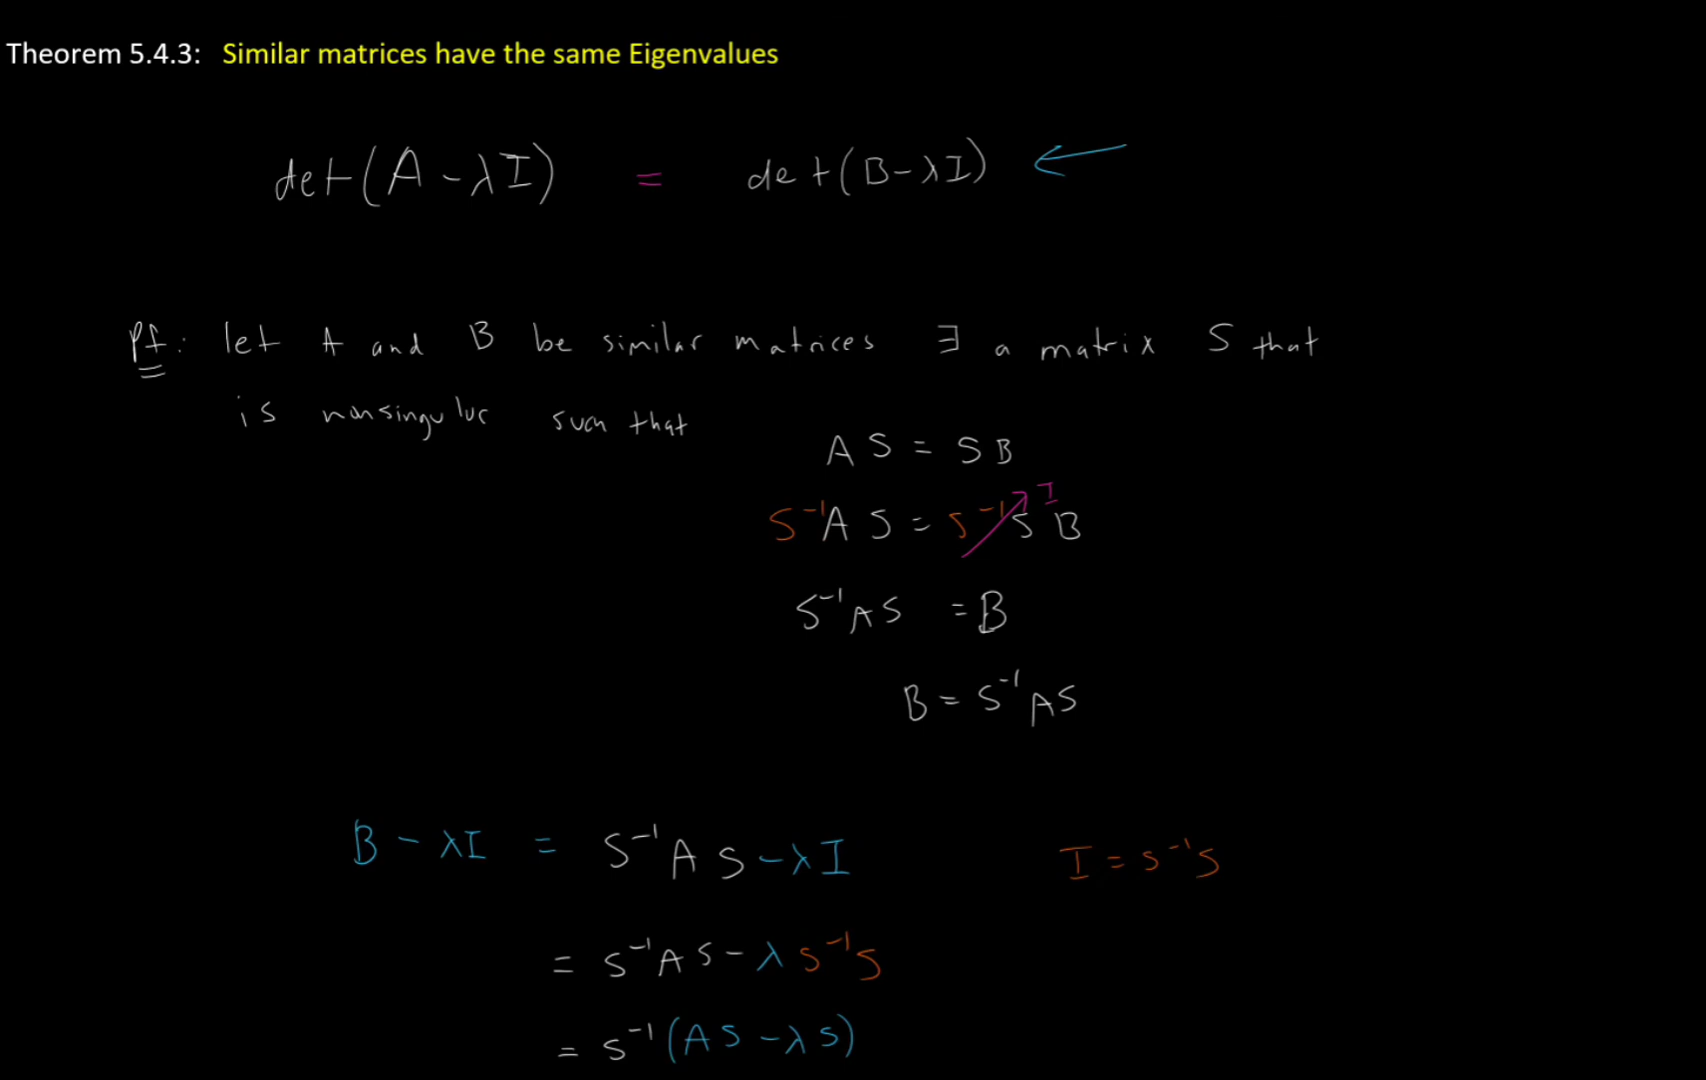 Theorem 5.4.3: Similar matrices have the same Eigenvalues
det(A - λI) = det(B - λI)
Pf: let A and B be similar matrices ∃ a matrix S that
is nonsingular such that
AS = SB
S⁻¹AS = S⁻¹S B I
S⁻¹AS = B
B = S⁻¹AS
B - λI = S⁻¹AS - λI I = S⁻¹S
= S⁻¹AS - λS⁻¹S
= S⁻¹(AS - λS)